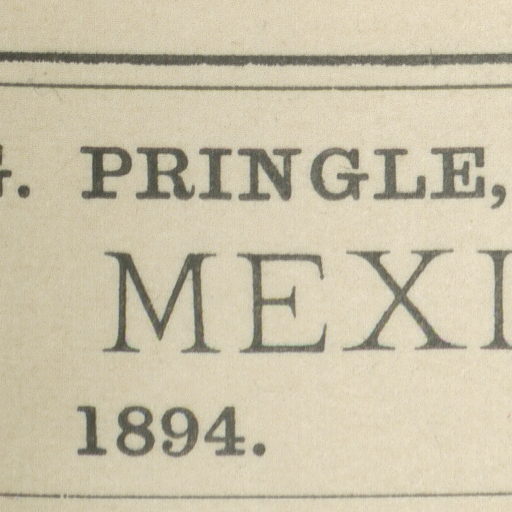 G. PRINGLE,
MEXI
1894.